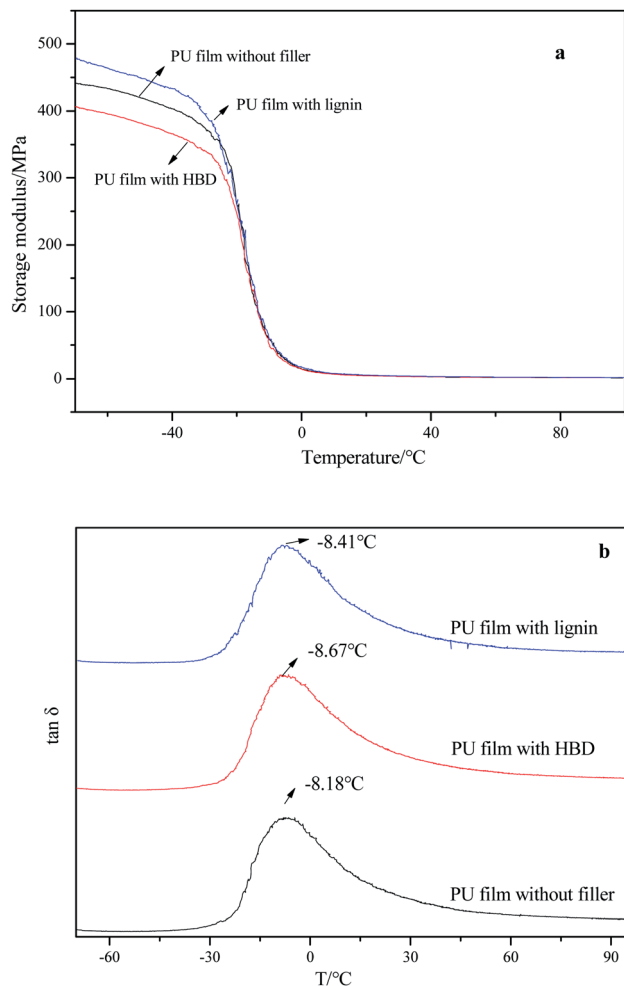 a
500
400
300
200
100
0
Storage modulus/MPa
PU film without filler
PU film with lignin
PU film with HBD
-40
0
40
80
Temperature/°C
b
-8.41°C
PU film with lignin
-8.67°C
PU film with HBD
-8.18°C
PU film without filler
tan δ
-60
-30
0
30
60
90
T/°C